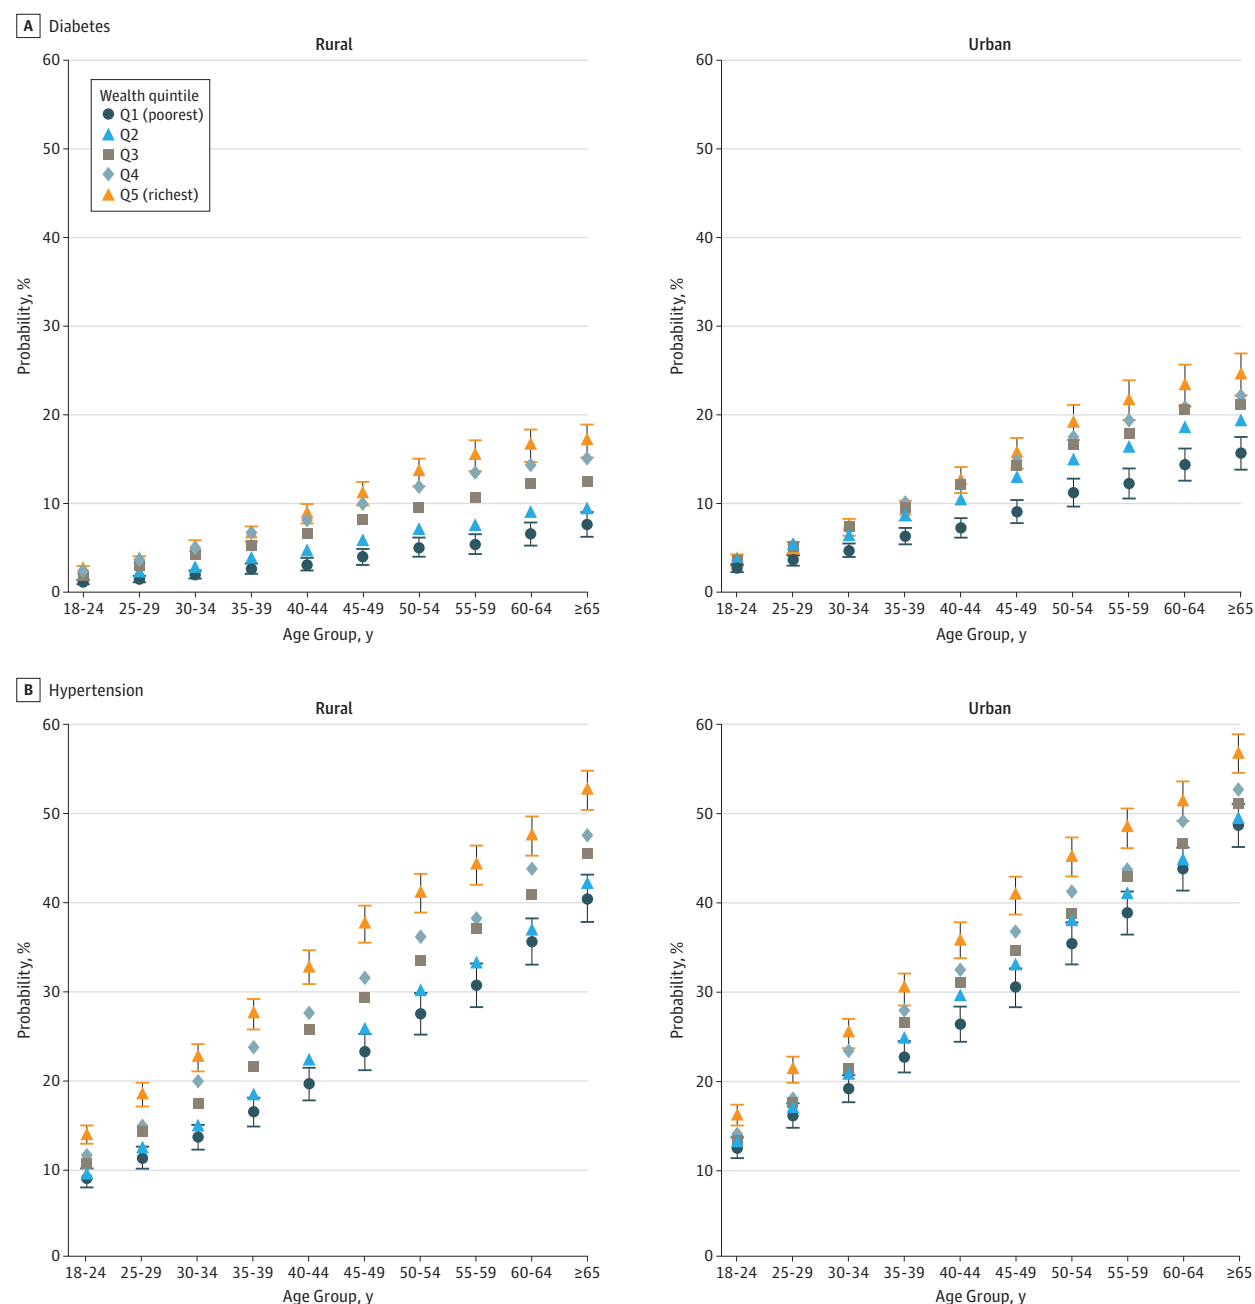 A Diabetes
Rural
60
50
40
30
20
10
0
Probability, %
Wealth quintile
Q1 (poorest)
Q2
Q3
Q4
Q5 (richest)
18-24 25-29 30-34 35-39 40-44 45-49 50-54 55-59 60-64 ≥65
Age Group, y
Urban
60
50
40
30
20
10
0
Probability, %
18-24 25-29 30-34 35-39 40-44 45-49 50-54 55-59 60-64 ≥65
Age Group, y
B Hypertension
Rural
60
50
40
30
20
10
0
Probability, %
18-24 25-29 30-34 35-39 40-44 45-49 50-54 55-59 60-64 ≥65
Age Group, y
Urban
60
50
40
30
20
10
0
Probability, %
18-24 25-29 30-34 35-39 40-44 45-49 50-54 55-59 60-64 ≥65
Age Group, y